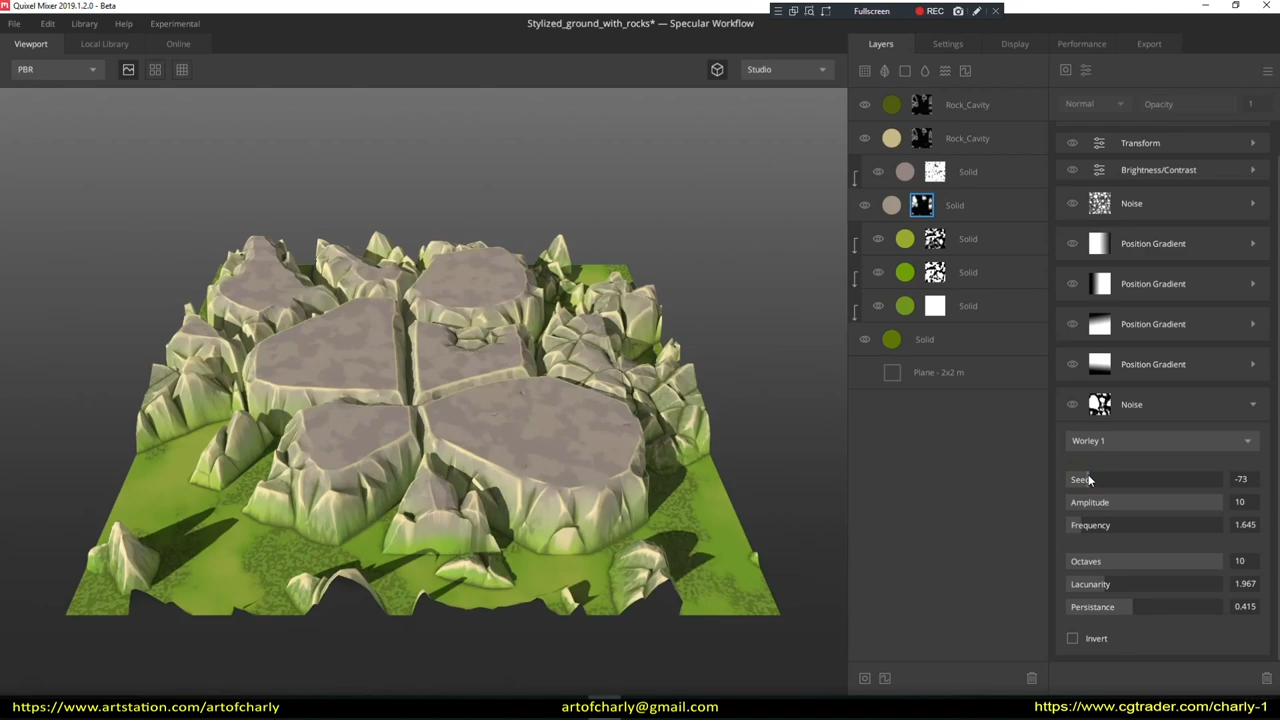 Quixel Mixer 2019.1.2.0 - Beta
Fullscreen REC
File Edit Library Help Experimental
Stylized_ground_with_rocks* — Specular Workflow
Viewport Local Library Online
Layers Settings Display Performance Export
PBR
Studio
Normal Opacity 1
Rock_Cavity
Rock_Cavity
Solid
Solid
Solid
Solid
Solid
Solid
Plane - 2x2 m
Transform
Brightness/Contrast
Noise
Position Gradient
Position Gradient
Position Gradient
Position Gradient
Noise
Worley 1
Seed -73
Amplitude 10
Frequency 1.645
Octaves 10
Lacunarity 1.967
Persistance 0.415
Invert
https://www.artstation.com/artofcharly
artofcharly@gmail.com
https://www.cgtrader.com/charly-1